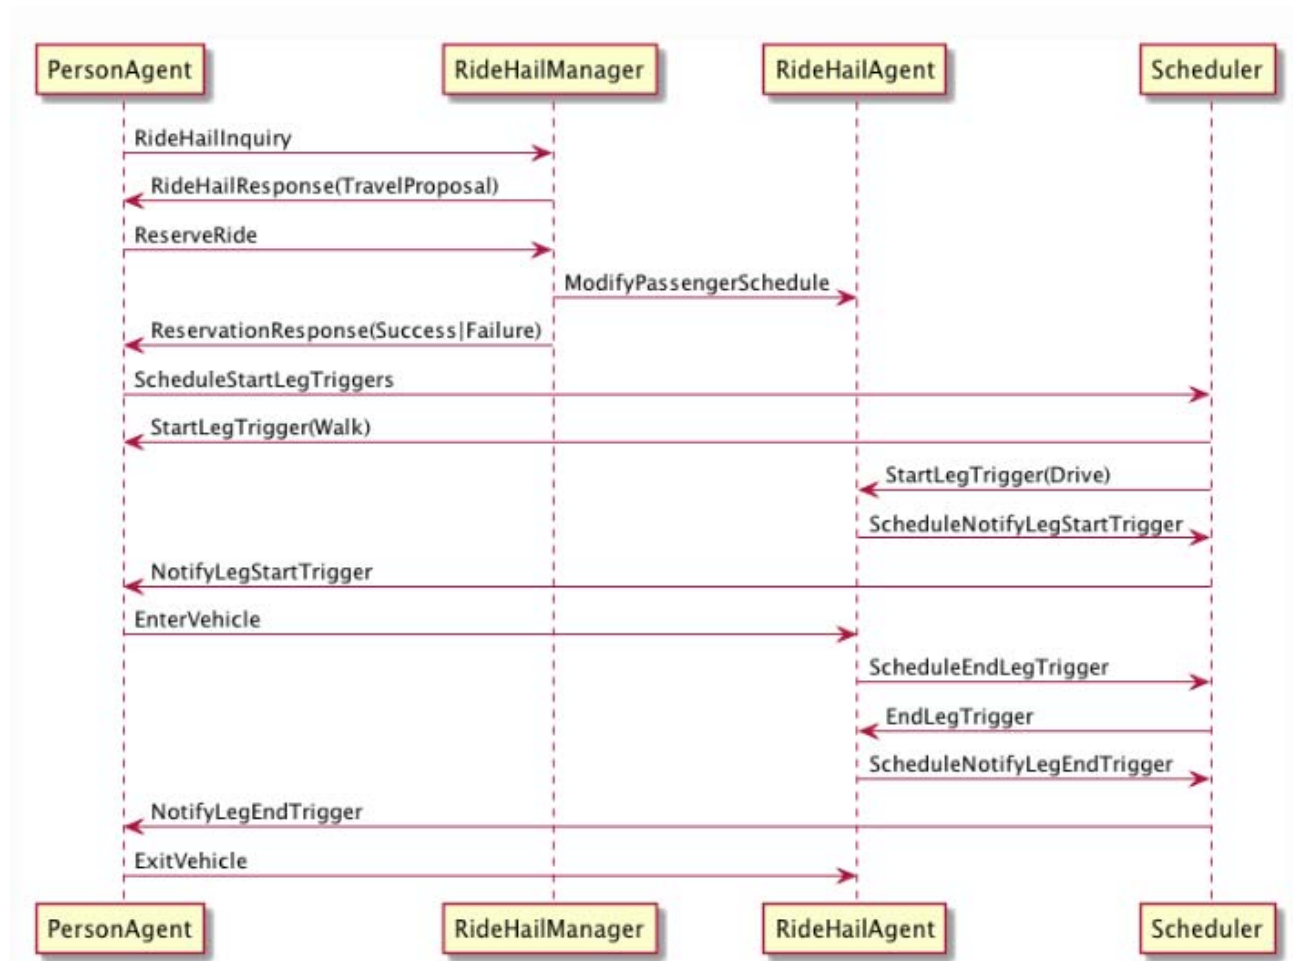 PersonAgent RideHailManager RideHailAgent Scheduler
RideHailInquiry
RideHailResponse(TravelProposal)
ReserveRide
ModifyPassengerSchedule
ReservationResponse(Success|Failure)
ScheduleStartLegTriggers
StartLegTrigger(Walk)
StartLegTrigger(Drive)
ScheduleNotifyLegStartTrigger
NotifyLegStartTrigger
EnterVehicle
ScheduleEndLegTrigger
EndLegTrigger
ScheduleNotifyLegEndTrigger
NotifyLegEndTrigger
ExitVehicle
PersonAgent RideHailManager RideHailAgent Scheduler